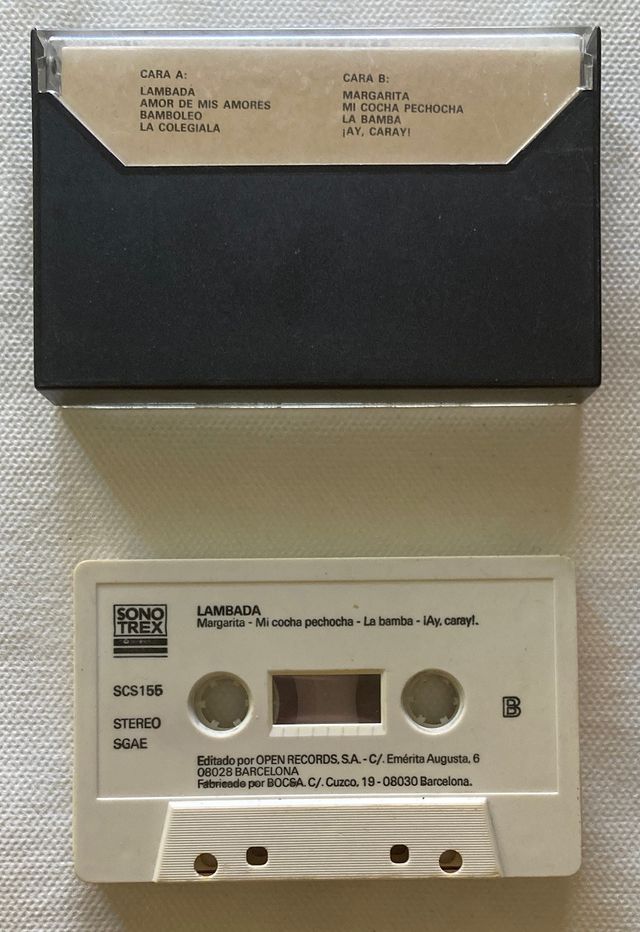 CARA A:
LAMBADA
AMOR DE MIS AMORES
BAMBOLEO
LA COLEGIALA
CARA B:
MARGARITA
MI COCHA PECHOCHA
LA BAMBA
¡AY, CARAY!
SONO
TREX
LAMBADA
Margarita - Mi cocha pechocha - La bamba - ¡Ay, caray!.
SCS155
STEREO
SGAE
B
Editado por OPEN RECORDS, S.A. - C/. Emérita Augusta, 6
08028 BARCELONA
Fabricado por BOCSA. C/. Cuzco, 19 - 08030 Barcelona.